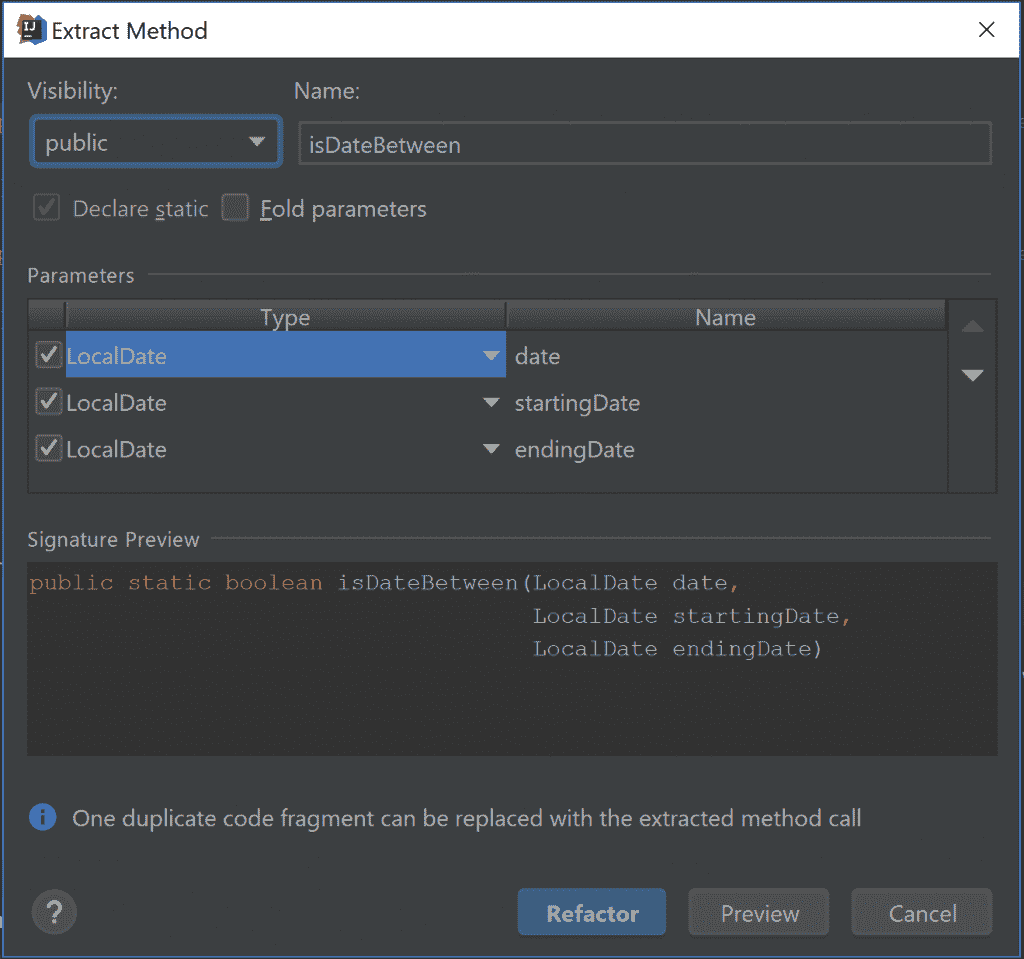 IJ Extract Method
Visibility: Name:
public isDateBetween
Declare static Fold parameters
Parameters
Type Name
LocalDate date
LocalDate startingDate
LocalDate endingDate
Signature Preview
public static boolean isDateBetween(LocalDate date,
LocalDate startingDate,
LocalDate endingDate)
i One duplicate code fragment can be replaced with the extracted method call
? Refactor Preview Cancel